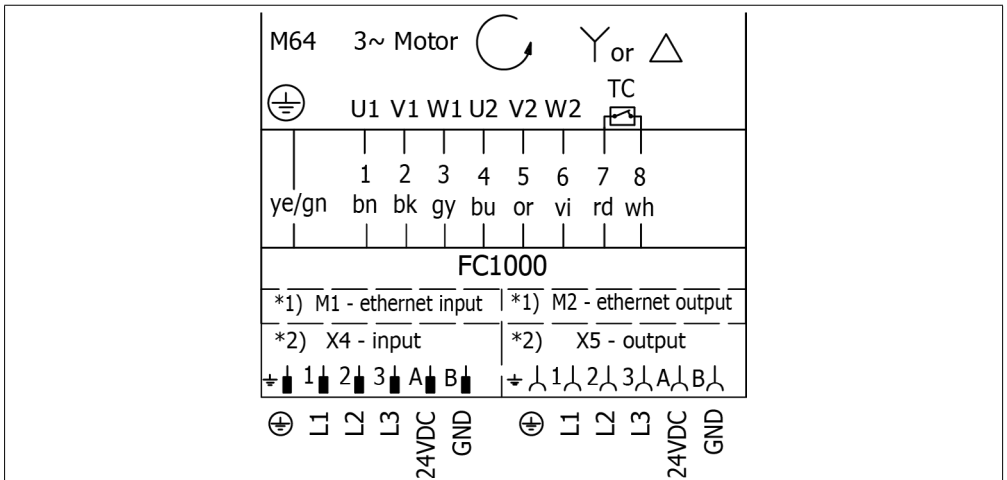 M64 3~ Motor Y or △
TC
U1 V1 W1 U2 V2 W2
1 2 3 4 5 6 7 8
ye/gn bn bk gy bu or vi rd wh
FC1000
*1) M1 - ethernet input *1) M2 - ethernet output
*2) X4 - input *2) X5 - output
1 2 3 A B 1 2 3 A B
L1 L2 L3 24VDC GND L1 L2 L3 24VDC GND